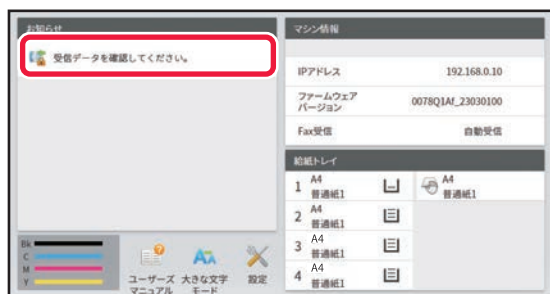 お知らせ
受信データを確認してください。
Bk
C
M
Y
ユーザーズ
マニュアル
大きな文字
モード
設定
マシン情報
IPアドレス 192.168.0.10
ファームウェア
バージョン
0078Q1Af_23030100
Fax受信 自動受信
給紙トレイ
1 A4
普通紙1
A4
普通紙1
2 A4
普通紙1
3 A4
普通紙1
4 A4
普通紙1